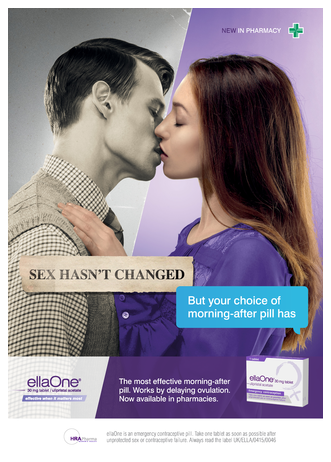 NEW IN PHARMACY
SEX HASN'T CHANGED
But your choice of
morning-after pill has
ellaOne®
30 mg tablet | ulipristal acetate
effective when it matters most
The most effective morning-after
pill. Works by delaying ovulation.
Now available in pharmacies.
ellaOne® 30 mg tablet
HRA Pharma
ellaOne is an emergency contraceptive pill. Take one tablet as soon as possible after
unprotected sex or contraceptive failure. Always read the label. UK/ELLA/0415/0046